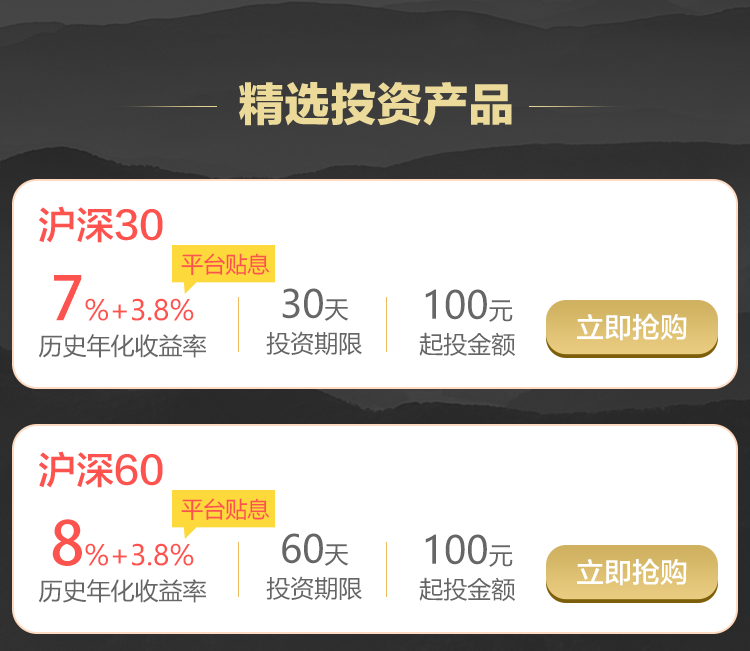 精选投资产品
沪深30
平台贴息
7%+3.8%
30天
100元
历史年化收益率
投资期限
起投金额
立即抢购
沪深60
平台贴息
8%+3.8%
60天
100元
历史年化收益率
投资期限
起投金额
立即抢购